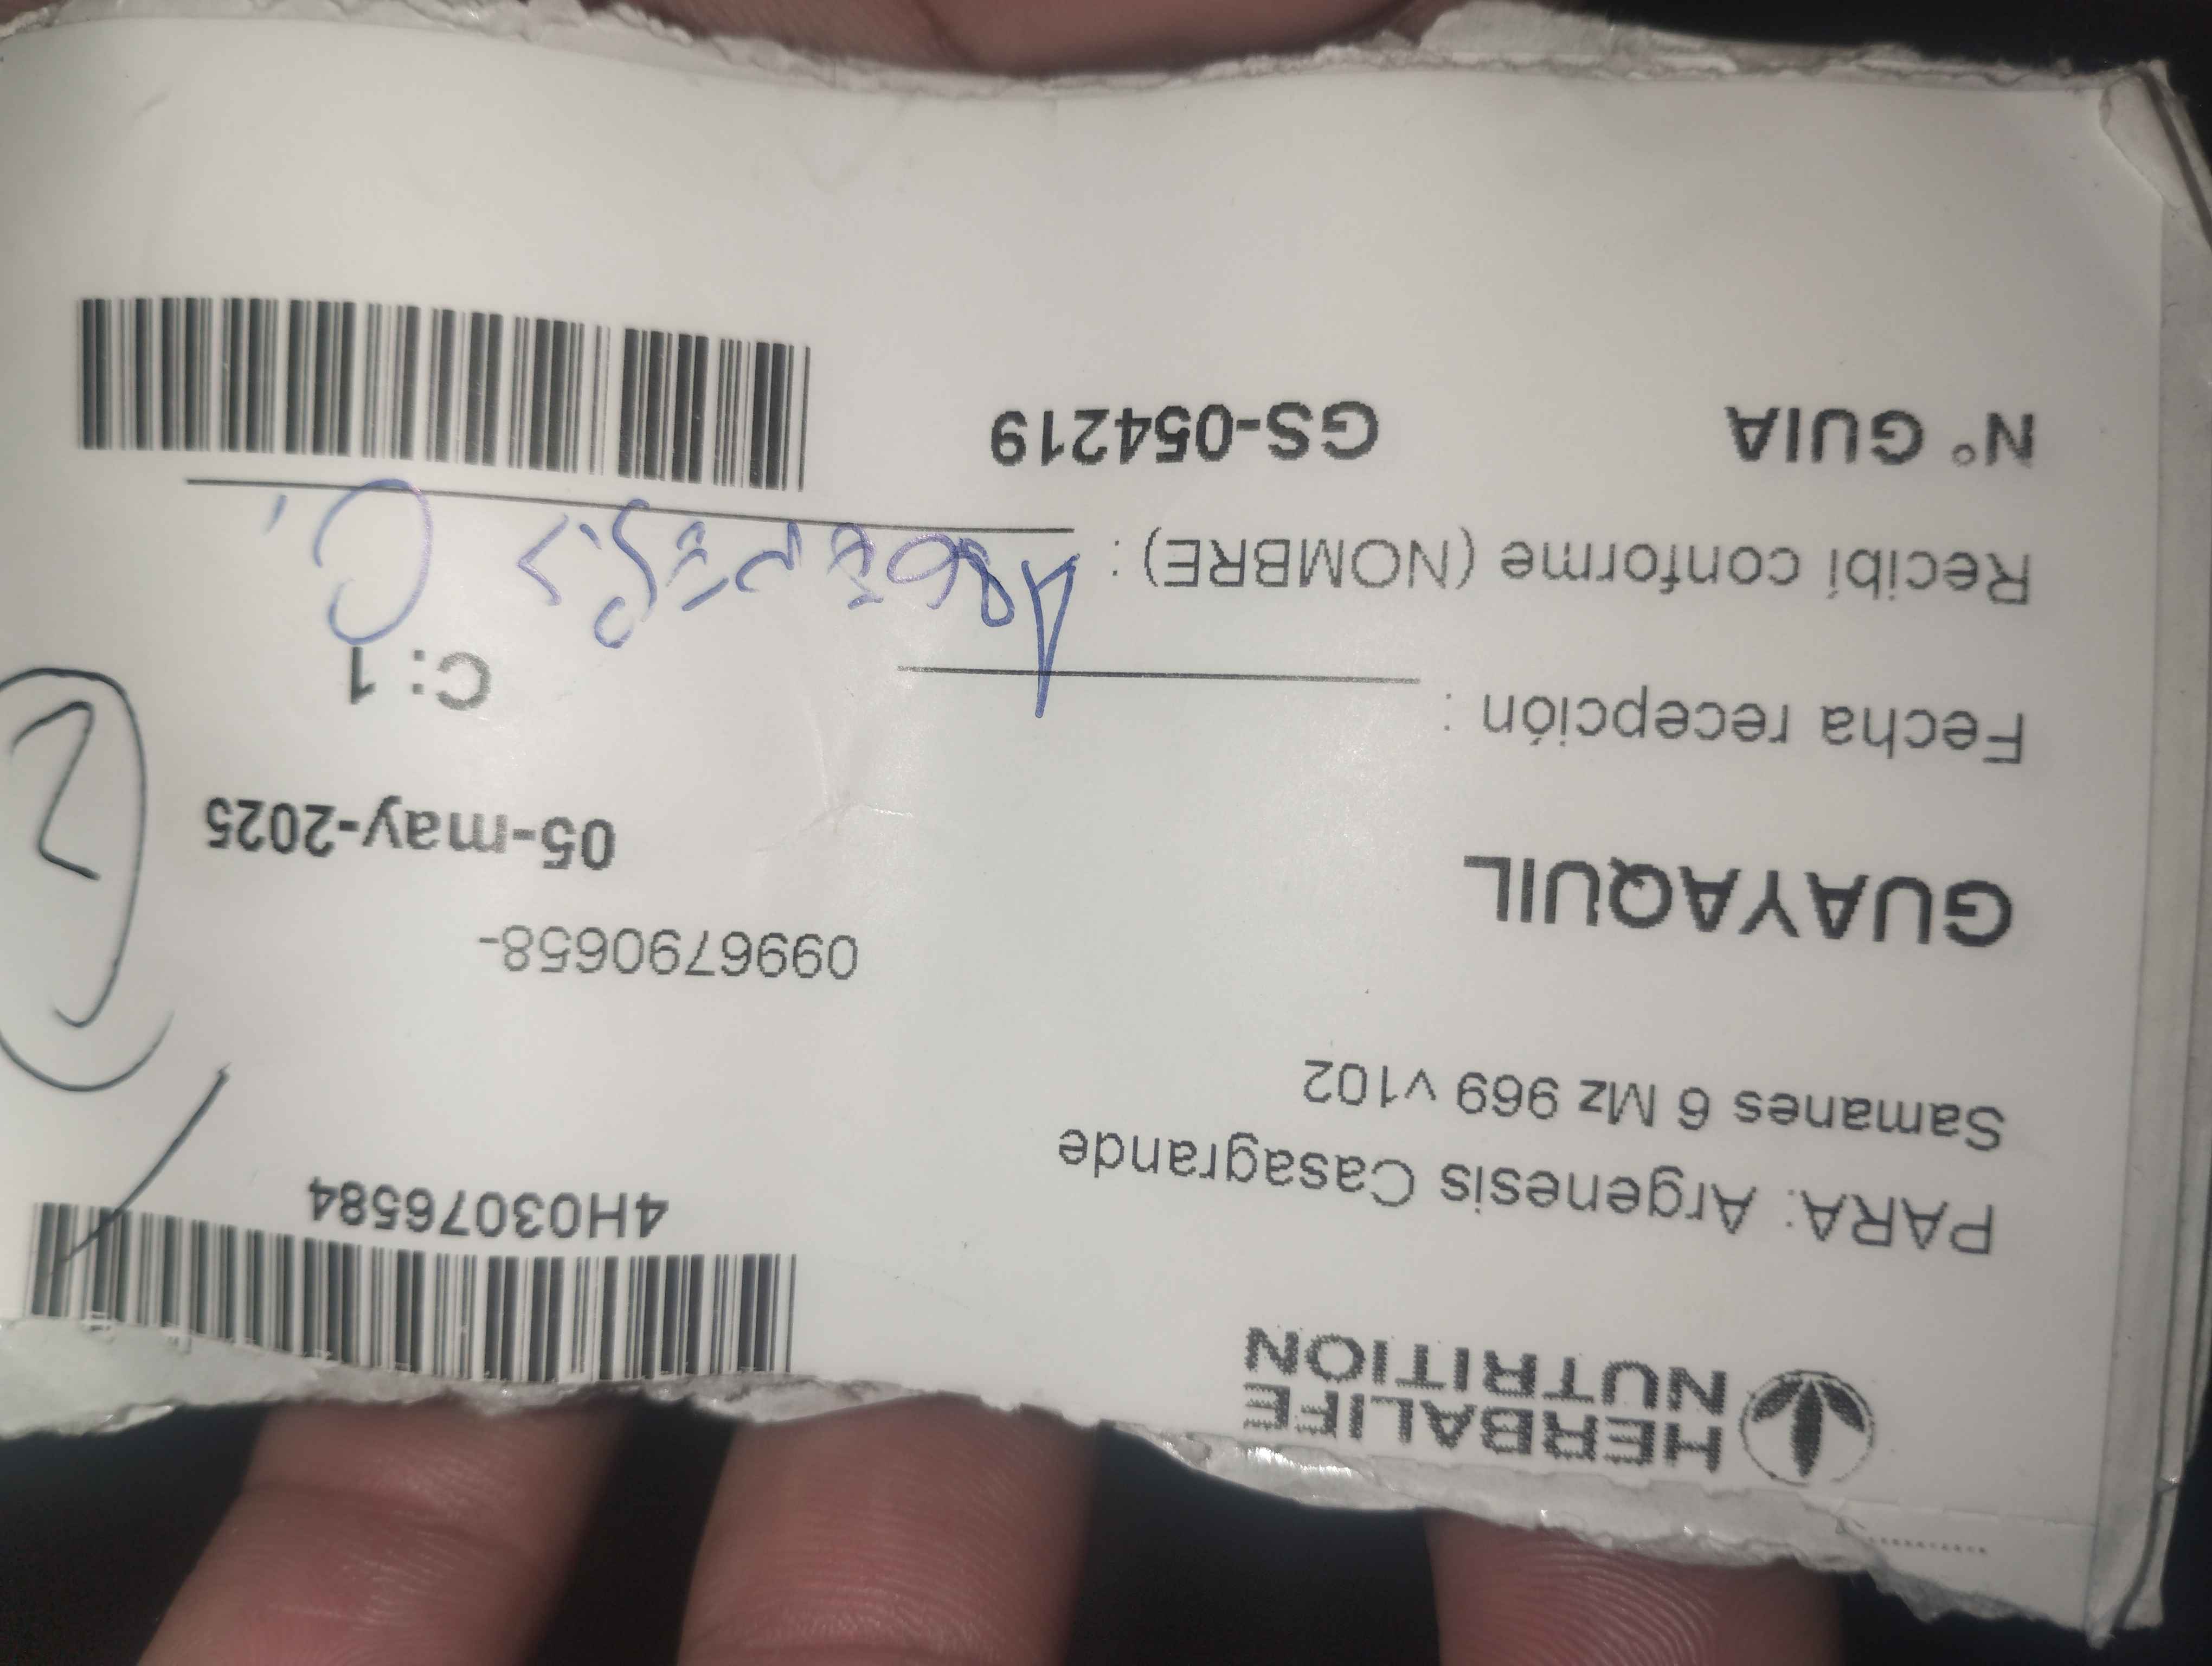 HERBALIFE
NUTRITION
PARA: Argenesis Casagrande
4H03076584
Samanes 6 Mz 969 v102
0996790658-
GUAYAQUIL
05-may-2025
2
Fecha recepción :
C: 1
Recibí conforme (NOMBRE) :
N° GUIA GS-054219